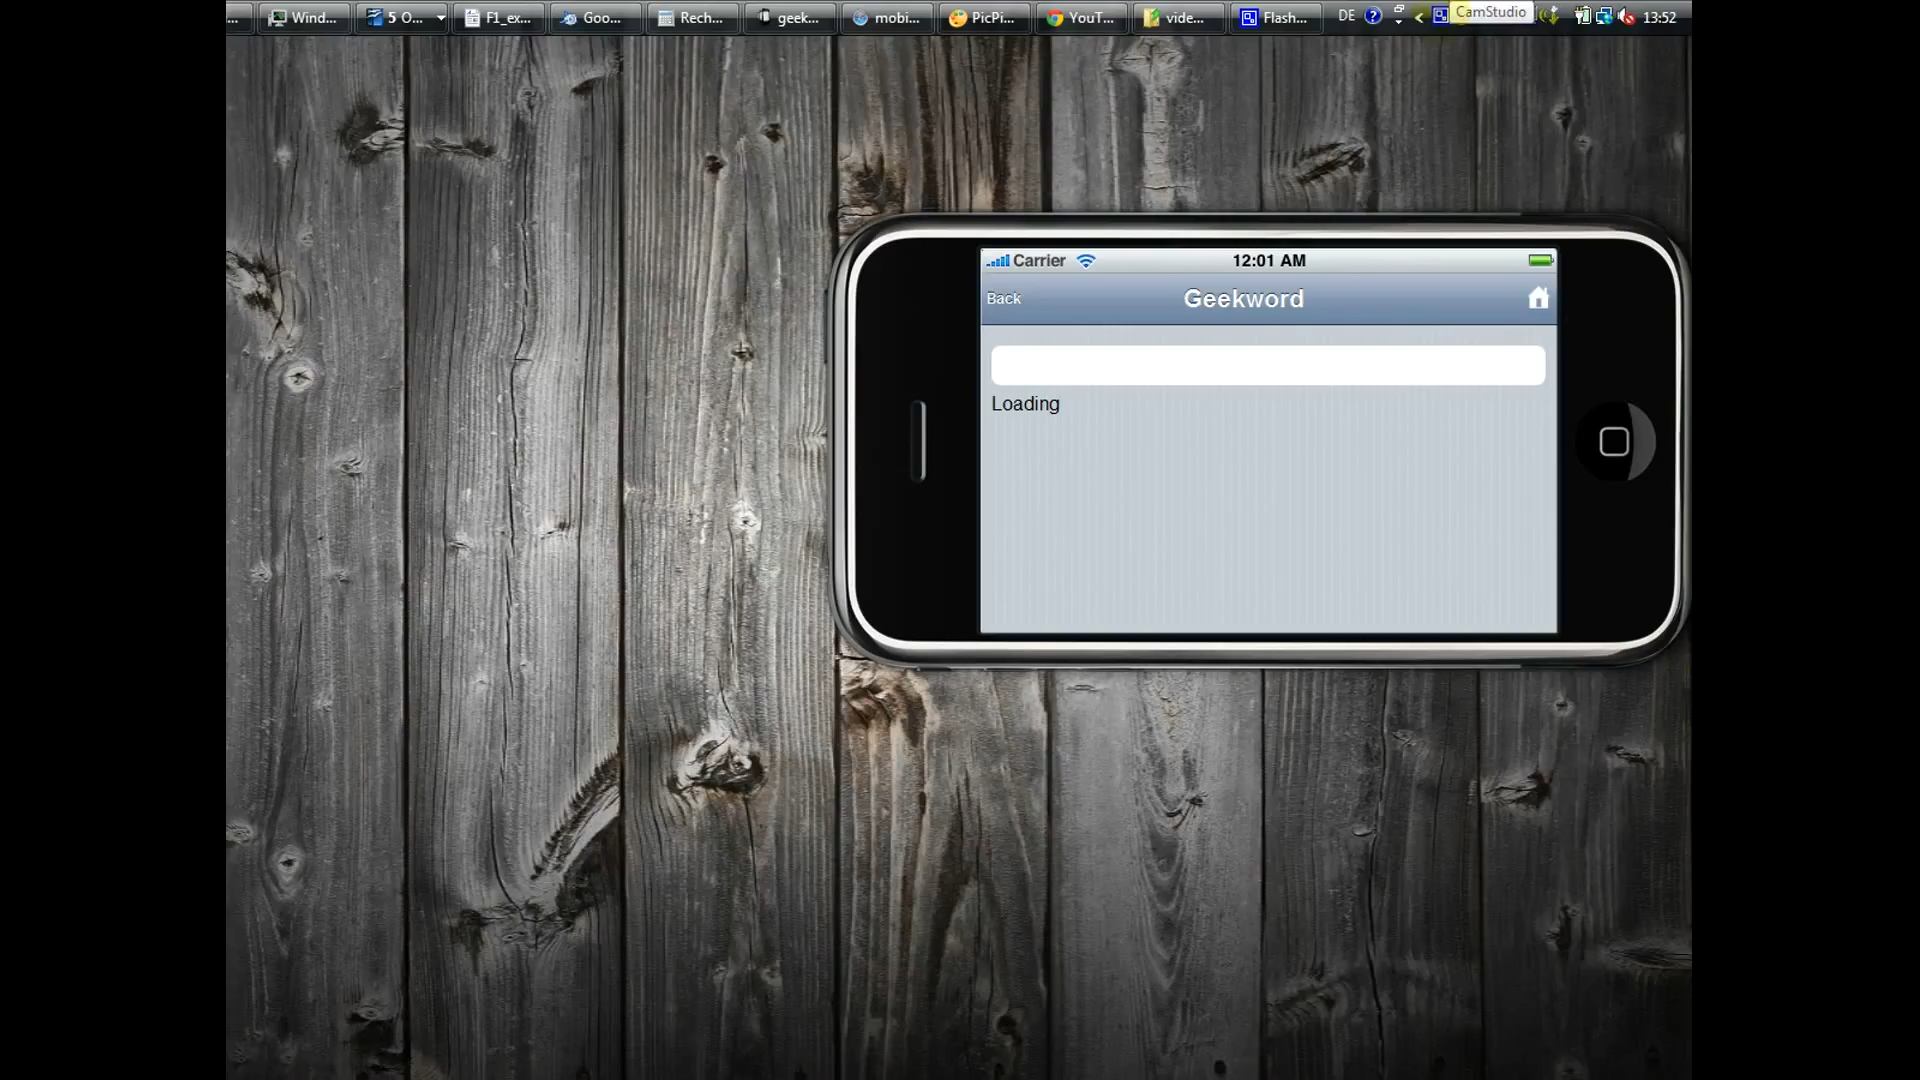 ... Wind... 5 O... F1_ex... Goo... Rech... geek... mobi... PicPi... YouT... vide... Flash... DE ? < CamStudio 13:52
Carrier 12:01 AM
Back Geekword
Loading